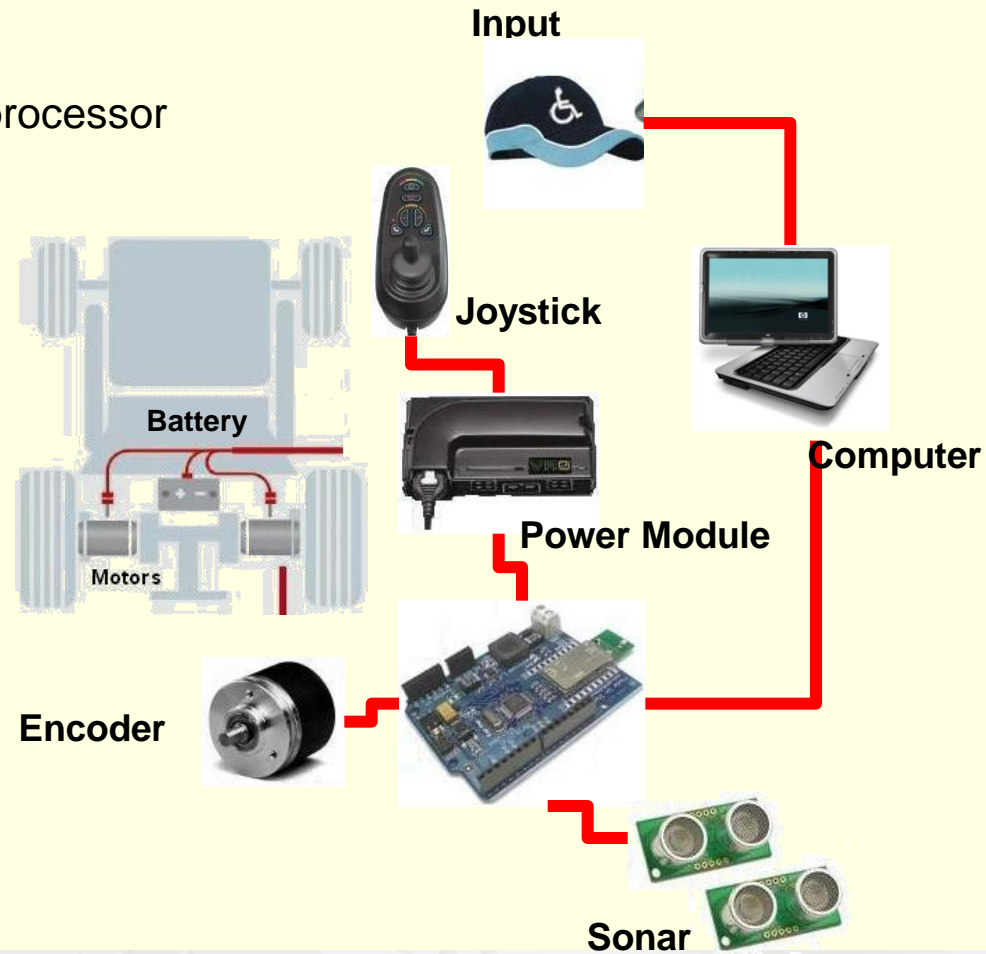 Input
rocessor
Joystick
Battery
Computer
Power Module
Motors
Encoder
Sonar